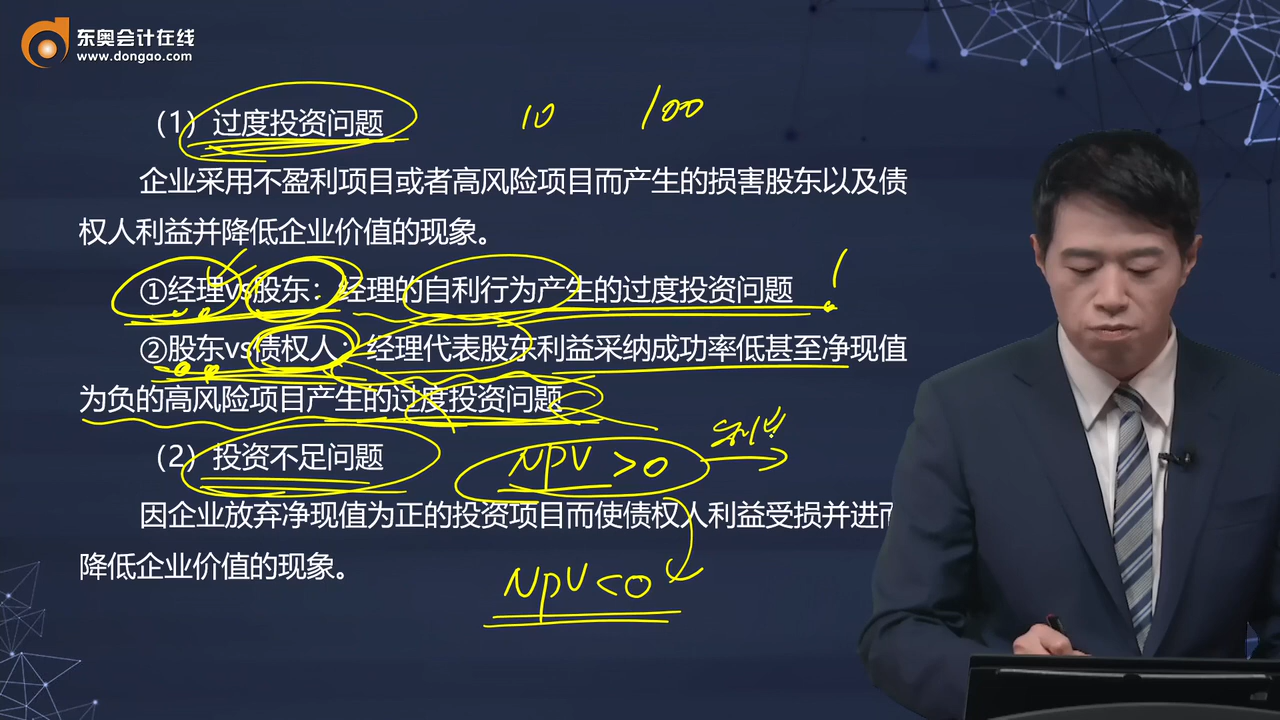 东奥会计在线
www.dongao.com
10 100
（1）过度投资问题
企业采用不盈利项目或者高风险项目而产生的损害股东以及债
权人利益并降低企业价值的现象。
①经理vs股东：经理的自利行为产生的过度投资问题
②股东vs债权人：经理代表股东利益采纳成功率低甚至净现值
为负的高风险项目产生的过度投资问题
（2）投资不足问题
NPV >0
因企业放弃净现值为正的投资项目而使债权人利益受损并进而
降低企业价值的现象。
NPV <0